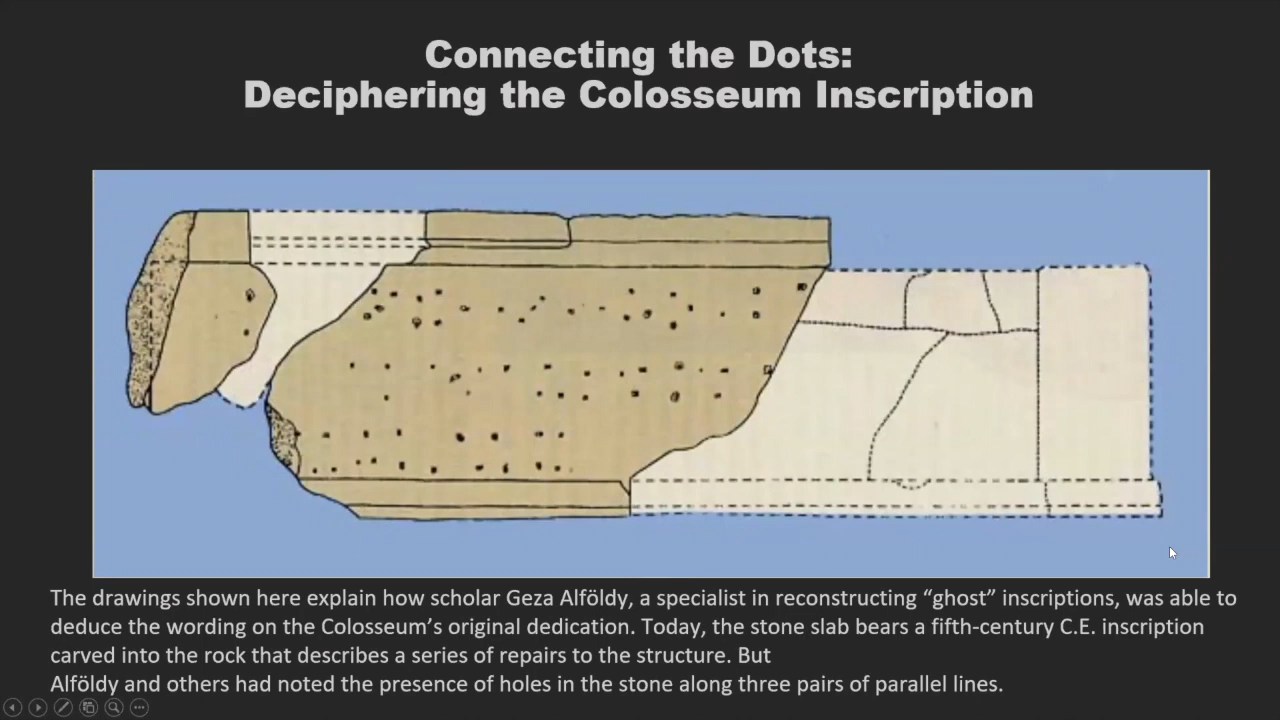 Connecting the Dots:
Deciphering the Colosseum Inscription
The drawings shown here explain how scholar Geza Alföldy, a specialist in reconstructing “ghost” inscriptions, was able to
deduce the wording on the Colosseum’s original dedication. Today, the stone slab bears a fifth-century C.E. inscription
carved into the rock that describes a series of repairs to the structure. But
Alföldy and others had noted the presence of holes in the stone along three pairs of parallel lines.